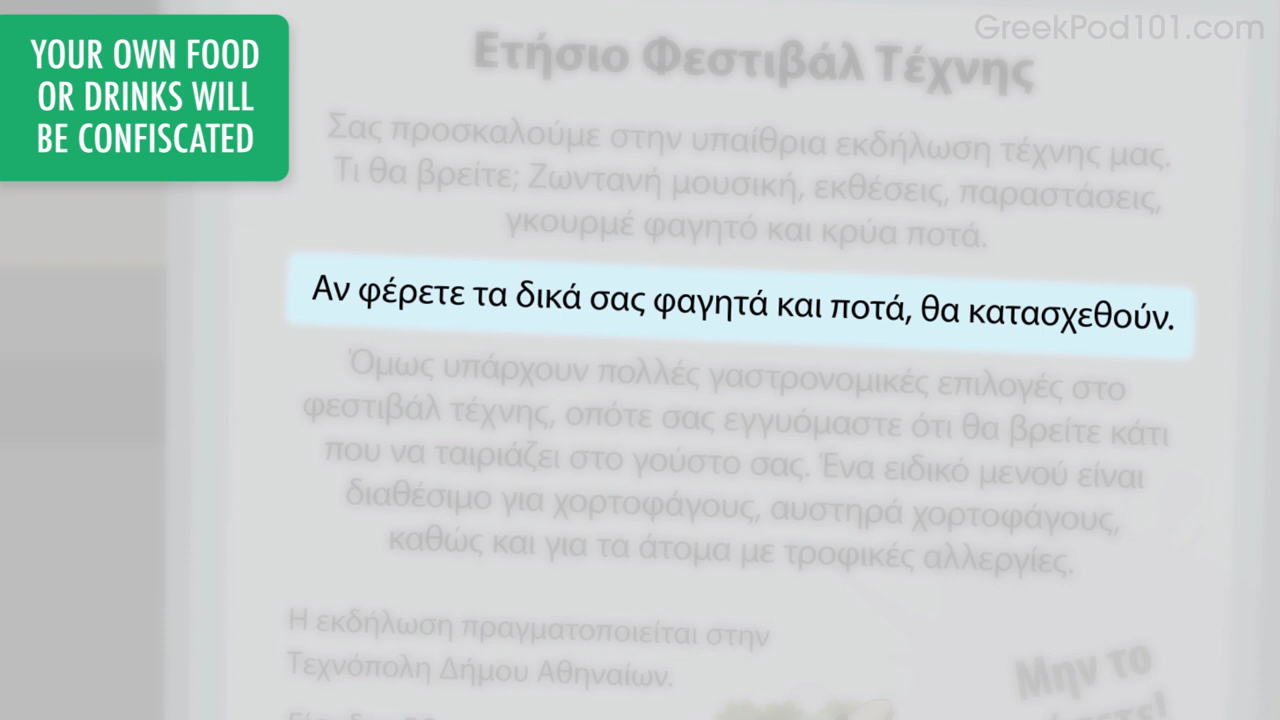 YOUR OWN FOOD
OR DRINKS WILL
BE CONFISCATED
GreekPod101.com
Ετήσιο Φεστιβάλ Τέχνης
Σας προσκαλούμε στην υπαίθρια εκδήλωση τέχνης μας.
Τι θα βρείτε; Ζωντανή μουσική, εκθέσεις, παραστάσεις,
γκουρμέ φαγητό και κρύα ποτά.
Αν φέρετε τα δικά σας φαγητά και ποτά, θα κατασχεθούν.
Όμως υπάρχουν πολλές γαστρονομικές επιλογές στο
φεστιβάλ τέχνης, οπότε σας εγγυόμαστε ότι θα βρείτε κάτι
που να ταιριάζει στο γούστο σας. Ένα ειδικό μενού είναι
διαθέσιμο για χορτοφάγους, αυστηρά χορτοφάγους,
καθώς και για τα άτομα με τροφικές αλλεργίες.
Η εκδήλωση πραγματοποιείται στην
Τεχνόπολη Δήμου Αθηναίων.
Μην το